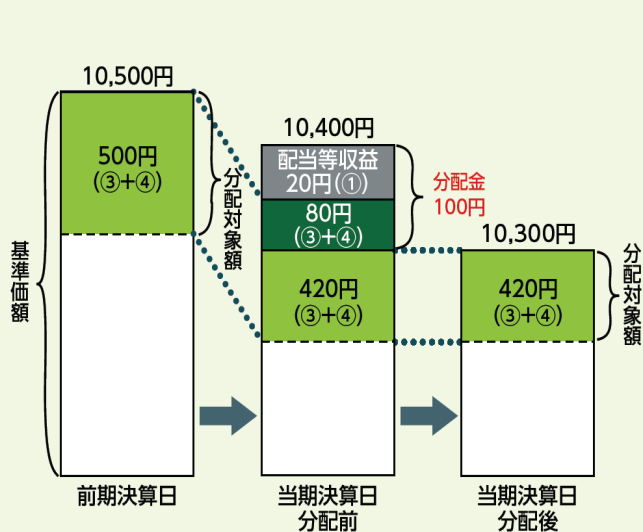 10,500円
500円
(③+④)
分配対象額
基準価額
前期決算日
10,400円
配当等収益
20円(①)
80円
(③+④)
420円
(③+④)
分配金
100円
当期決算日
分配前
10,300円
420円
(③+④)
分配対象額
当期決算日
分配後